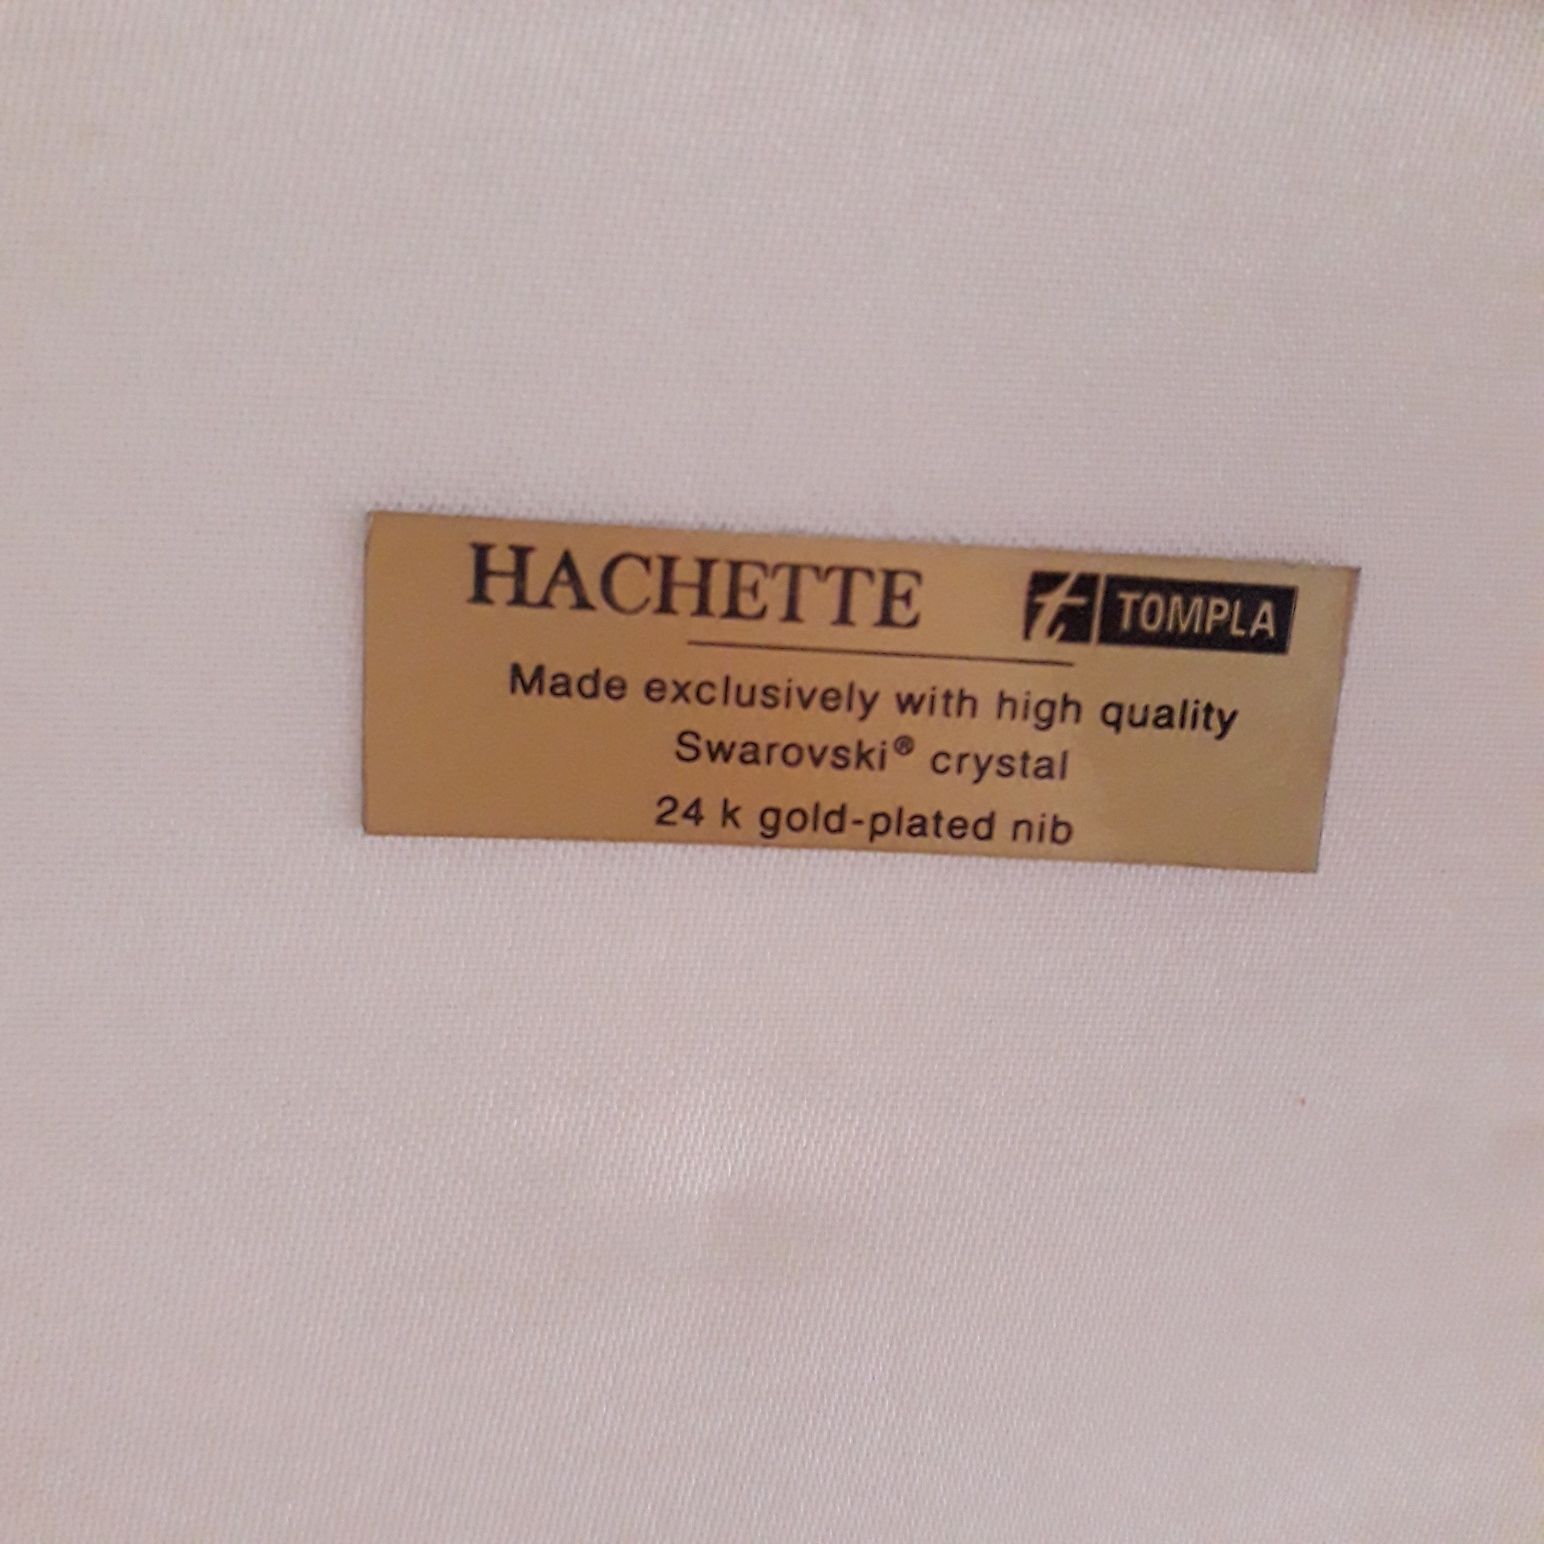 HACHETTE t TOMPLA
Made exclusively with high quality
Swarovski® crystal
24 k gold-plated nib